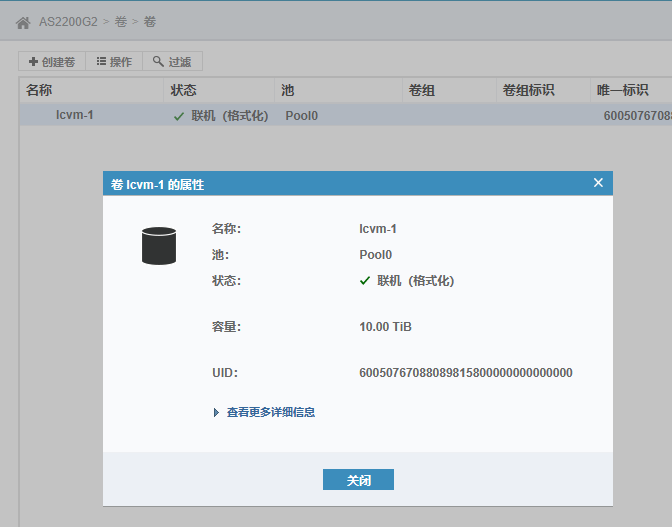 AS2200G2 > 卷 > 卷
创建卷 操作 过滤
名称 状态 池 卷组 卷组标识 唯一标识
lcvm-1 联机（格式化） Pool0 60050767088
卷 lcvm-1 的属性
名称： lcvm-1
池： Pool0
状态： 联机（格式化）
容量： 10.00 TiB
UID： 60050767088089815800000000000000
查看更多详细信息
关闭